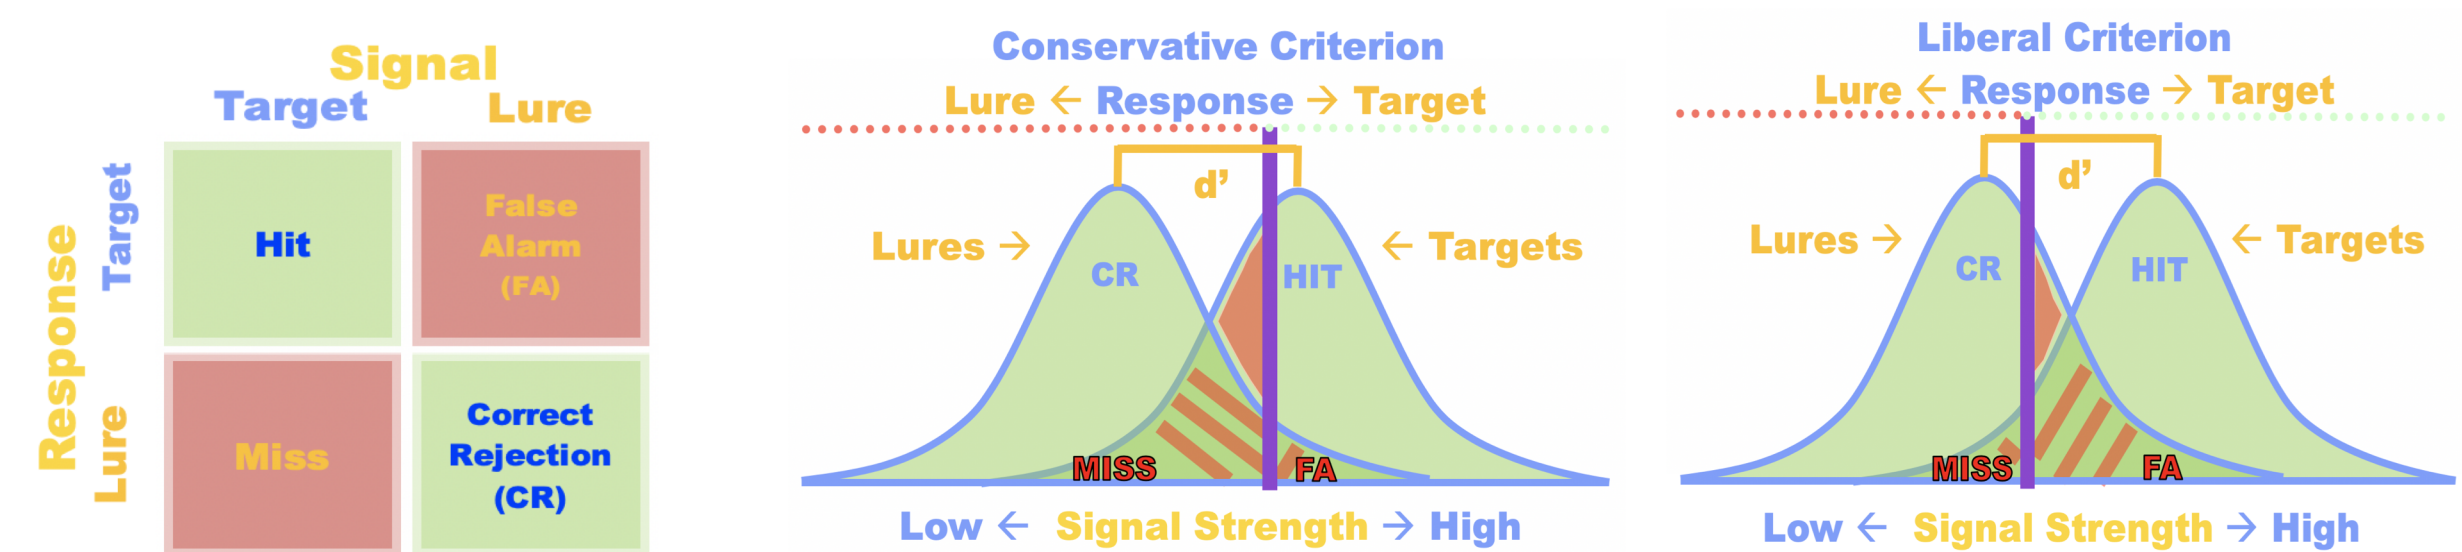 Signal
Target Lure
Response
Target
Lure
Hit
False
Alarm
(FA)
Miss
Correct
Rejection
(CR)
Conservative Criterion
Lure ← Response → Target
d’
Lures →
← Targets
CR
HIT
MISS
FA
Low ← Signal Strength → High
Liberal Criterion
Lure ← Response → Target
d’
Lures →
← Targets
CR
HIT
MISS
FA
Low ← Signal Strength → High